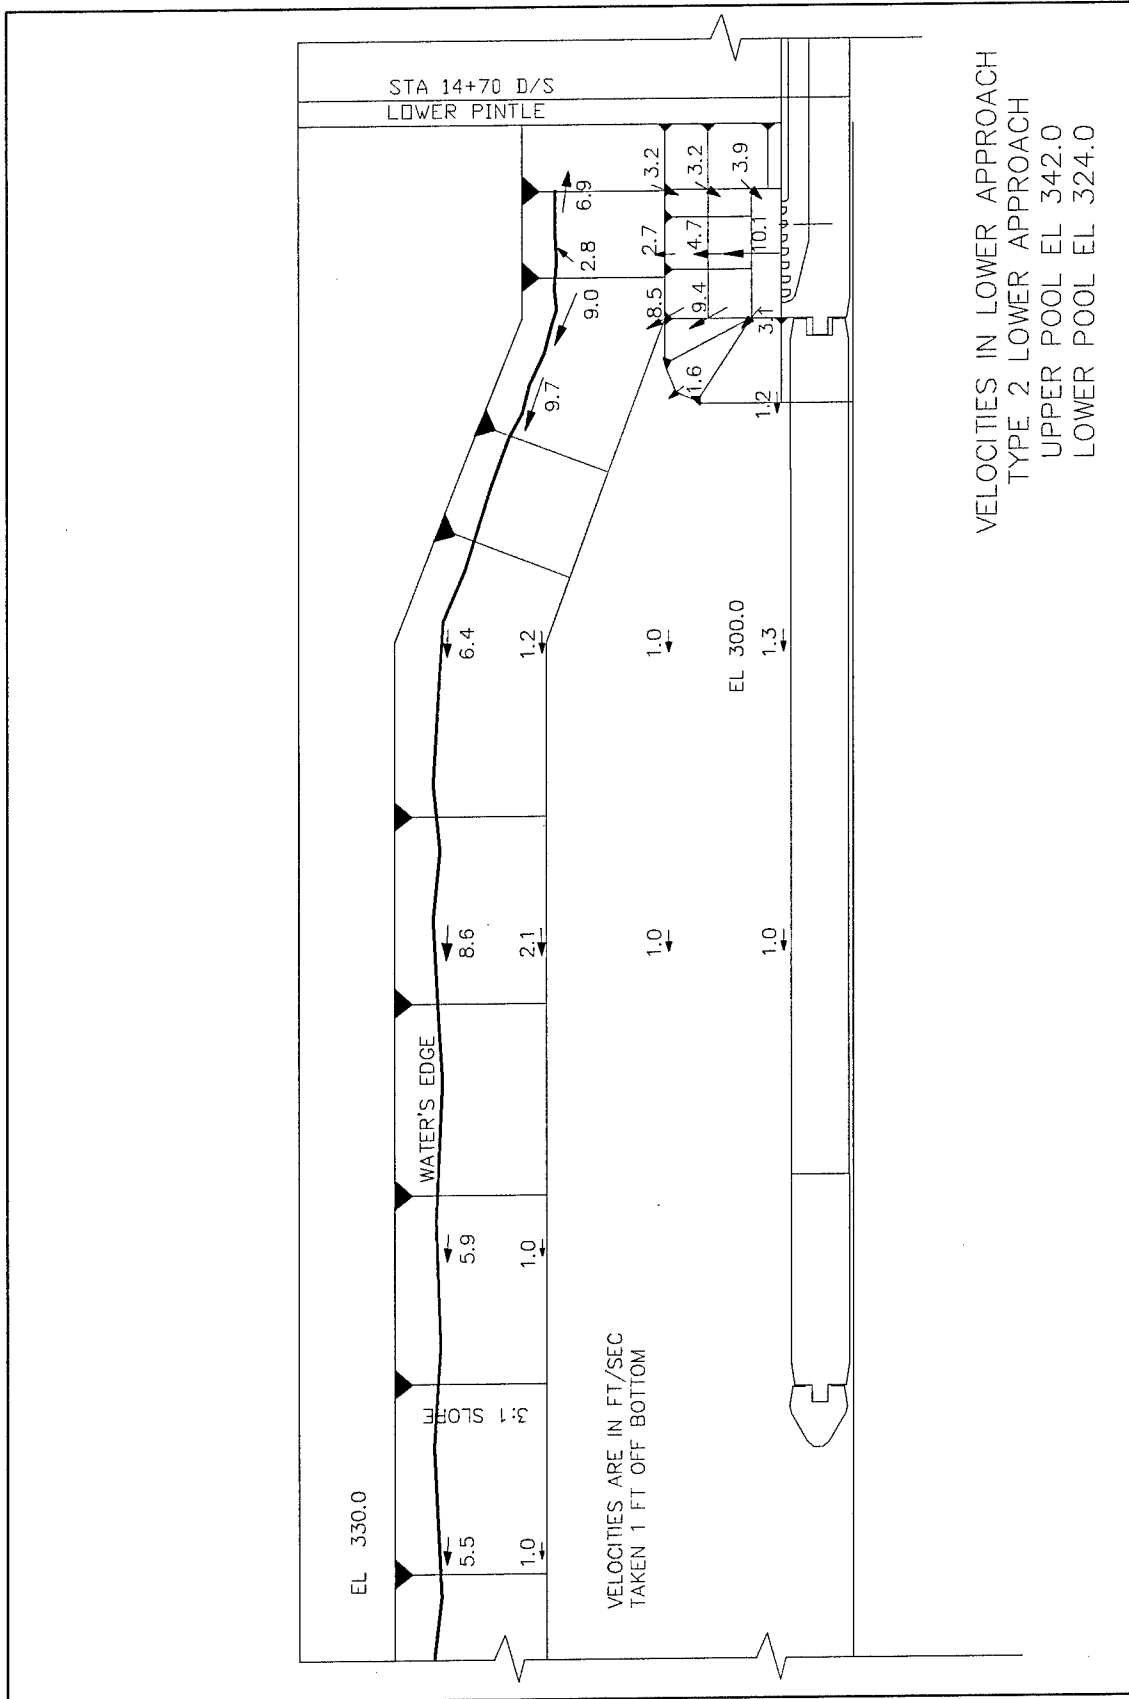 STA 14+70 D/S
LOWER PINTLE
6.9
2.8
9.0
9.7
3.2
3.2
3.9
2.7
4.7
10.1
8.5
9.4
3.1
1.6
1.2
6.4
1.2
1.0
EL 300.0
1.3
8.6
2.1
1.0
1.0
WATER'S EDGE
5.9
1.0
3:1 SLOPE
EL 330.0
5.5
1.0
VELOCITIES ARE IN FT/SEC
TAKEN 1 FT OFF BOTTOM
VELOCITIES IN LOWER APPROACH
TYPE 2 LOWER APPROACH
UPPER POOL EL 342.0
LOWER POOL EL 324.0